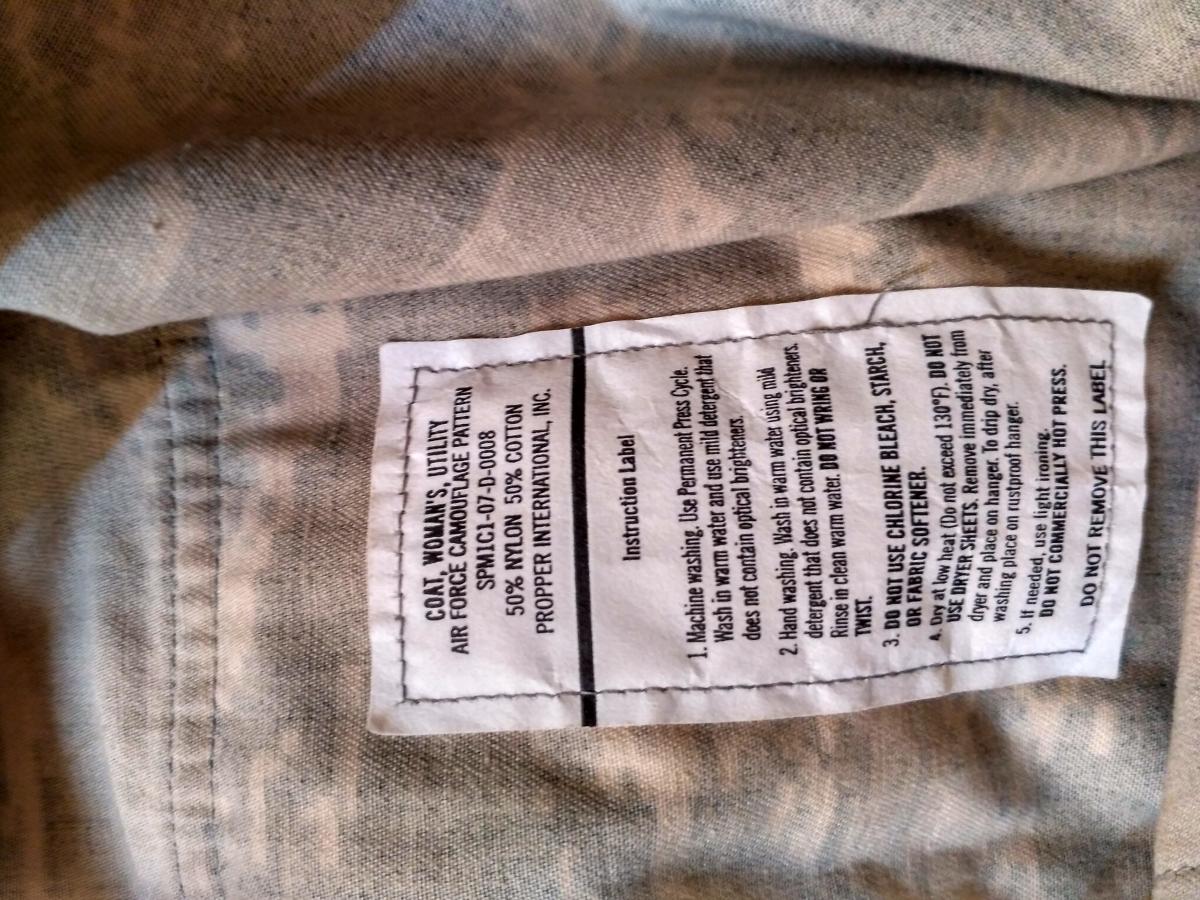 COAT, WOMAN'S, UTILITY
AIR FORCE CAMOUFLAGE PATTERN
SPM1C1-07-D-0008
50% NYLON 50% COTTON
PROPPER INTERNATIONAL, INC.
Instruction Label
1. Machine washing. Use Permanent Press Cycle.
Wash in warm water and use mild detergent that
does not contain optical brighteners.
2. Hand washing. Wash in warm water using mild
detergent that does not contain optical brighteners.
Rinse in clean warm water. DO NOT WRING OR
TWIST.
3. DO NOT USE CHLORINE BLEACH, STARCH,
OR FABRIC SOFTENER.
4. Dry at low heat (Do not exceed 130°F). DO NOT
USE DRYER SHEETS. Remove immediately from
dryer and place on hanger. To drip dry, after
washing place on rustproof hanger.
5. If needed, use light ironing.
DO NOT COMMERCIALLY HOT PRESS.
DO NOT REMOVE THIS LABEL